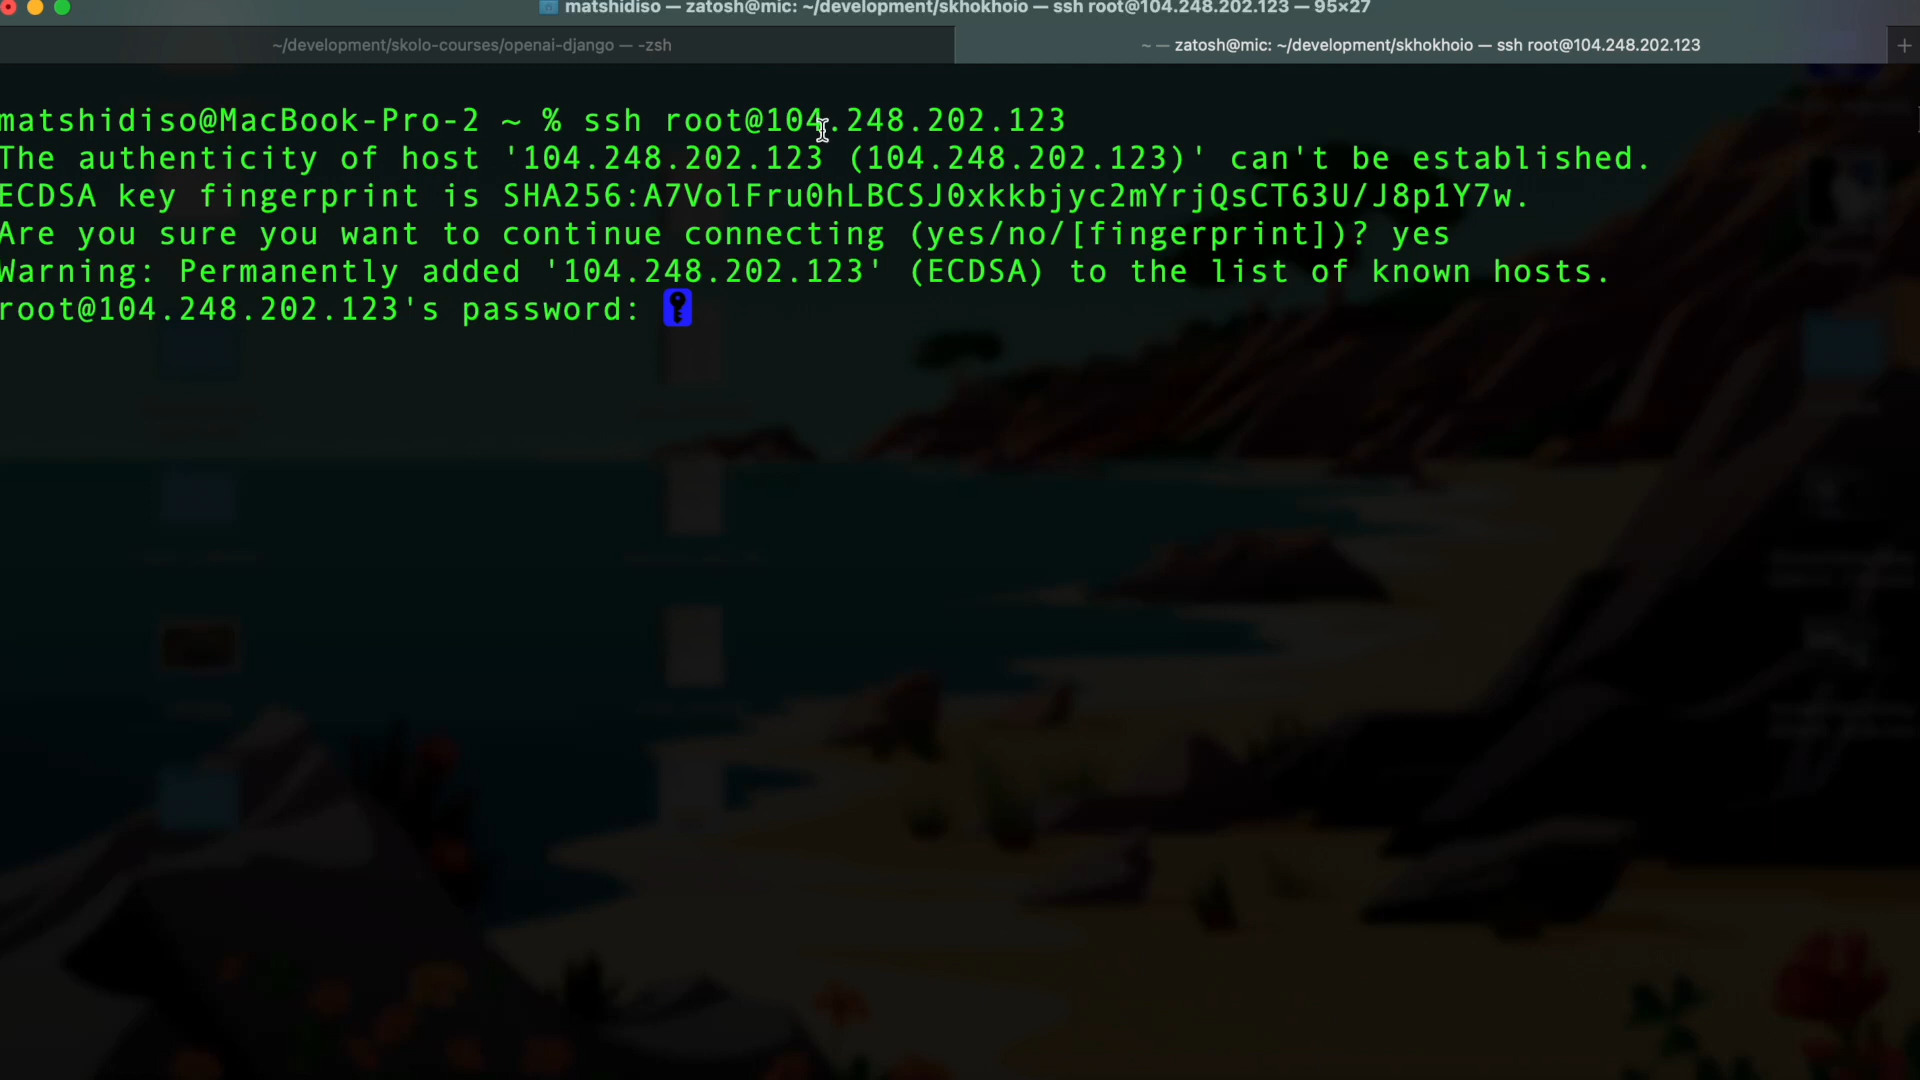 matshidiso — zatosh@mic: ~/development/skhokhoio — ssh root@104.248.202.123 — 95×27
~/development/skolo-courses/openai-django — -zsh
~ — zatosh@mic: ~/development/skhokhoio — ssh root@104.248.202.123
matshidiso@MacBook-Pro-2 ~ % ssh root@104.248.202.123
The authenticity of host '104.248.202.123 (104.248.202.123)' can't be established.
ECDSA key fingerprint is SHA256:A7VolFru0hLBCSJ0xkkbjyc2mYrjQsCT63U/J8p1Y7w.
Are you sure you want to continue connecting (yes/no/[fingerprint])? yes
Warning: Permanently added '104.248.202.123' (ECDSA) to the list of known hosts.
root@104.248.202.123's password: